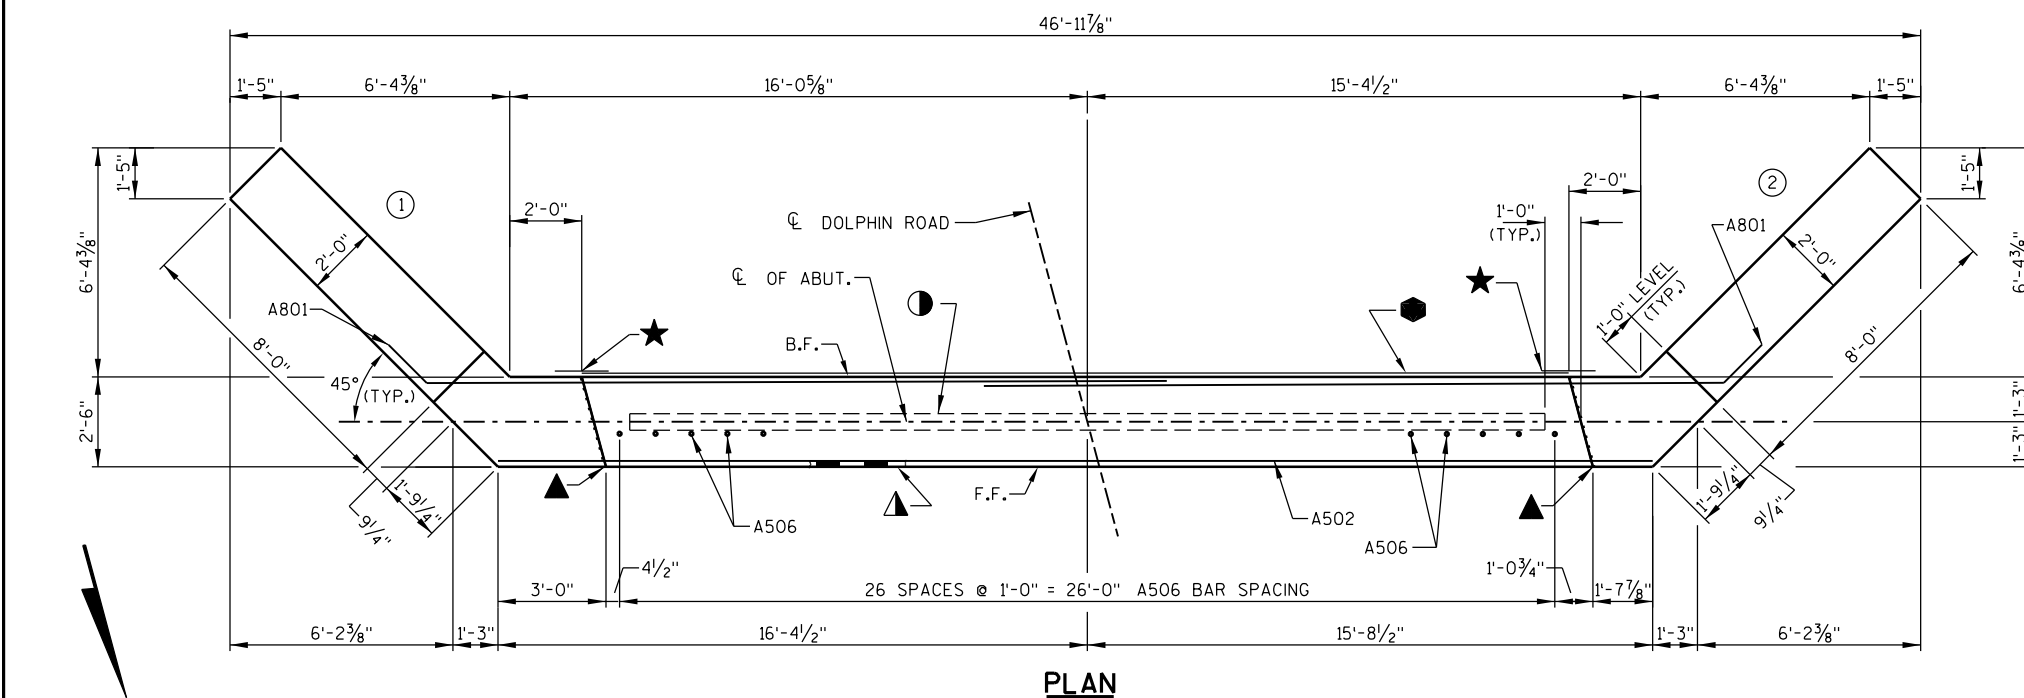 46'-11⅞"
1'-5"
6'-4⅜"
16'-0⅝"
15'-4½"
6'-4⅜"
1'-5"
1'-5"
1
2'-0"
2'-0"
1'-0"
(TYP.)
2
1'-5"
℄ DOLPHIN ROAD
A801
2'-0"
2'-0"
6'-4⅜"
℄ OF ABUT.
1'-0" LEVEL
(TYP.)
6'-4⅜"
A801
B.F.
8'-0"
8'-0"
45°
(TYP.)
2'-6"
1'-3"
1'-3"
1'-9¼"
9¼"
F.F.
A506
A502
A506
1'-9¼"
9¼"
4½"
1'-0¾"
3'-0"
26 SPACES @ 1'-0" = 26'-0" A506 BAR SPACING
1'-7⅞"
6'-2⅜"
1'-3"
16'-4½"
15'-8½"
1'-3"
6'-2⅜"
PLAN